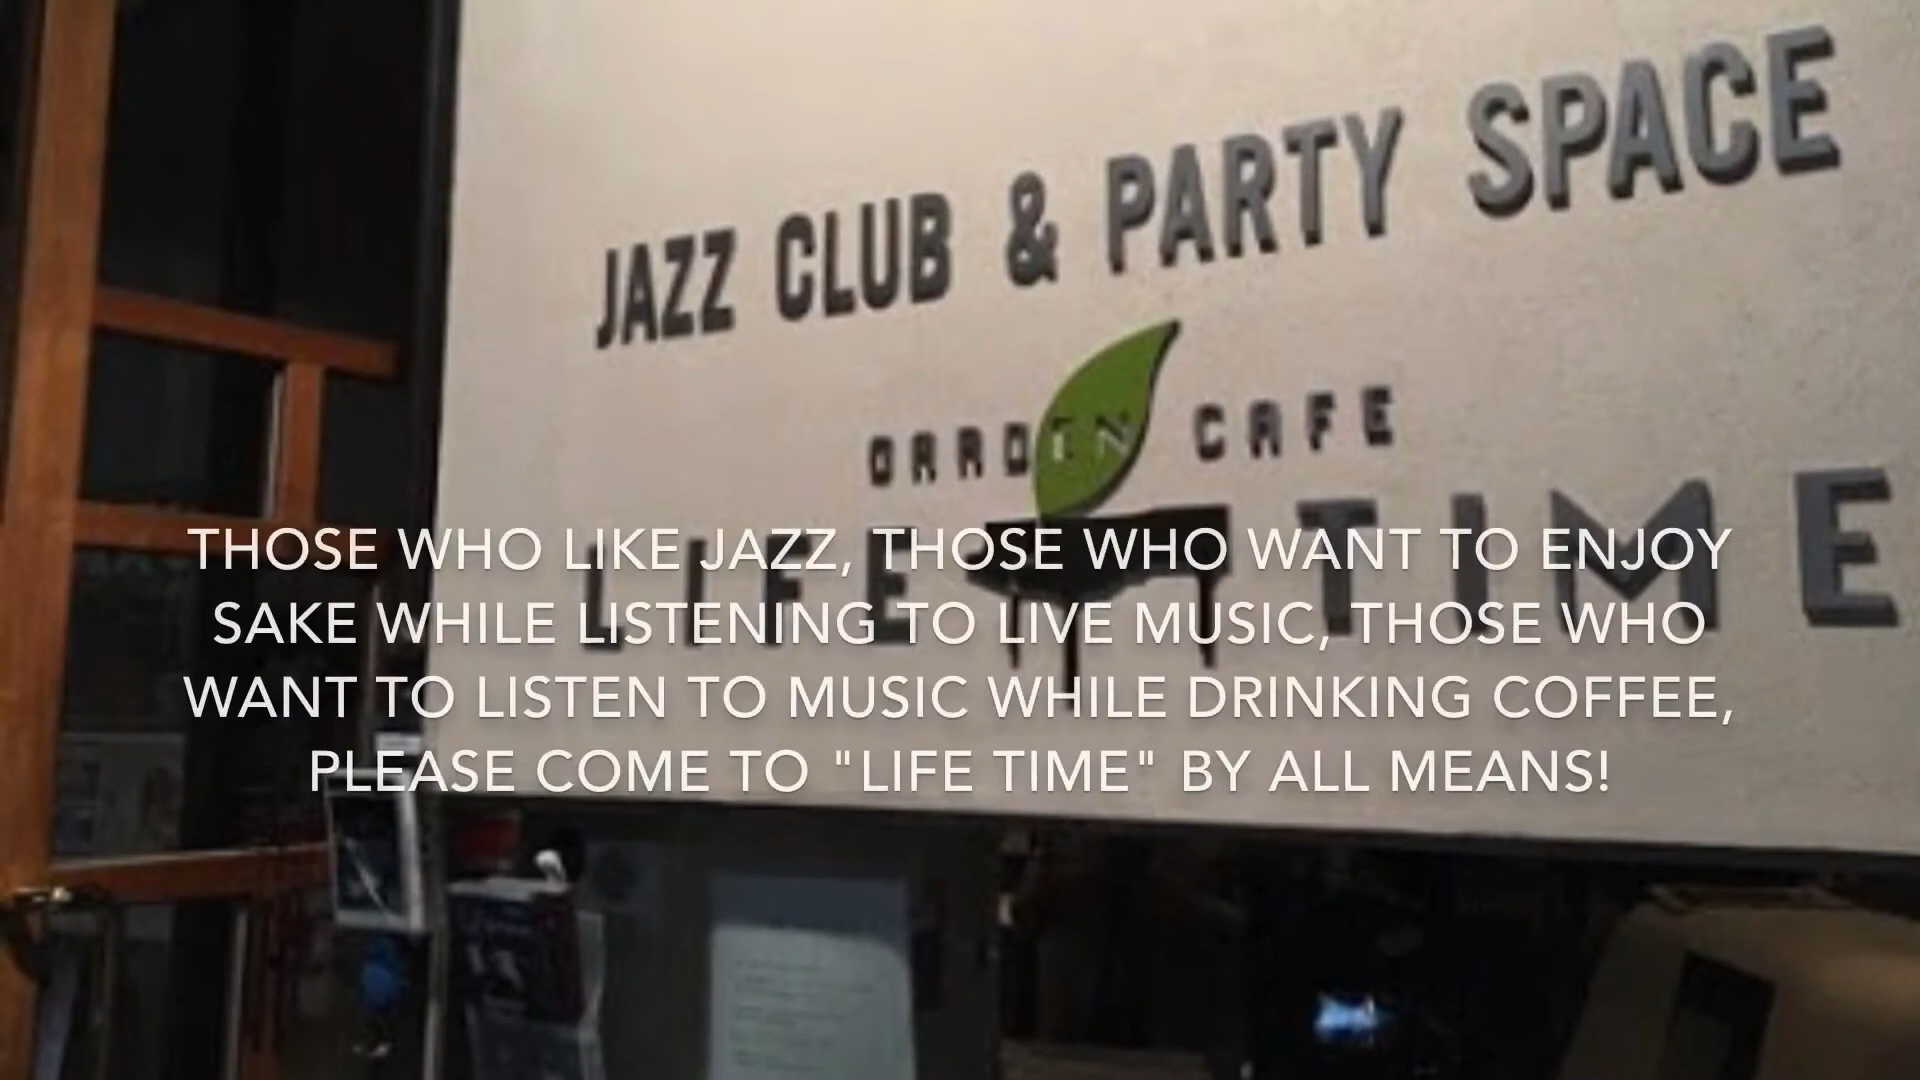 JAZZ CLUB & PARTY SPACE
GARDEN CAFE
LIFE TIME
THOSE WHO LIKE JAZZ, THOSE WHO WANT TO ENJOY
SAKE WHILE LISTENING TO LIVE MUSIC, THOSE WHO
WANT TO LISTEN TO MUSIC WHILE DRINKING COFFEE,
PLEASE COME TO "LIFE TIME" BY ALL MEANS!